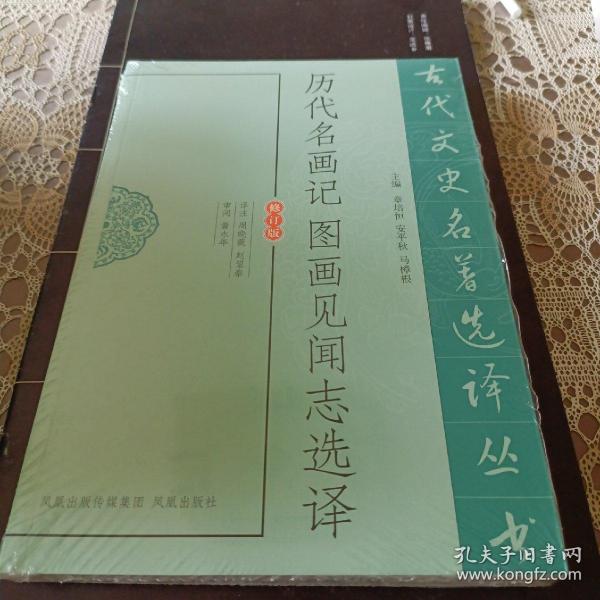 古代文史名著选译丛书
主编 章培恒 安平秋 马樟根
历代名画记 图画见闻志选译
修订版
译注 周晓薇 赵望秦
审阅 黄永年
凤凰出版传媒集团 凤凰出版社
孔夫子旧书网
www.kongfz.com